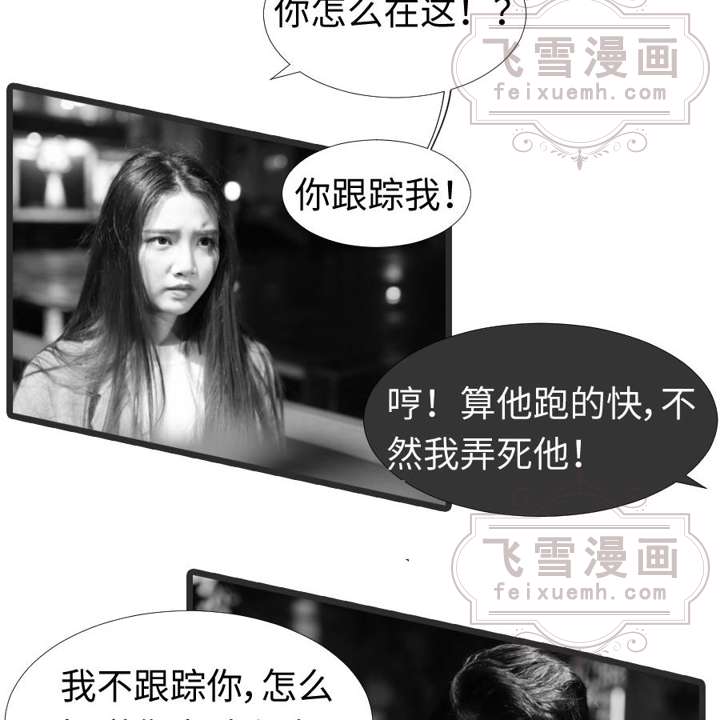 你怎么在这！？
飞雪漫画
feixuemh.com
你跟踪我！
哼！算他跑的快，不
然我弄死他！
飞雪漫画
feixuemh.com
我不跟踪你，怎么